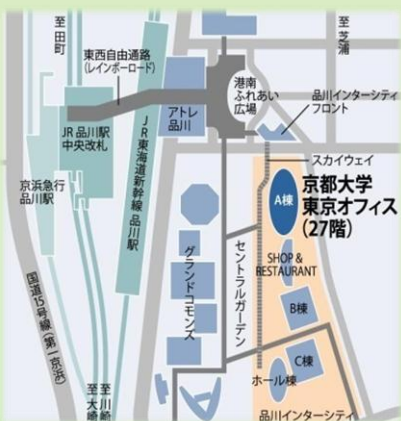 至田町
至芝浦
東西自由通路
(レインボーロード)
港南
ふれあい
広場
品川インターシティ
フロント
アトレ
品川
JR 品川駅
中央改札
スカイウェイ
JR東海道新幹線 品川駅
京浜急行
品川駅
A棟
京都大学
東京オフィス
(27階)
セントラルガーデン
グランドコモンズ
SHOP &
RESTAURANT
国道15号線(第一京浜)
B棟
C棟
ホール棟
至大崎
至川崎
品川インターシティ